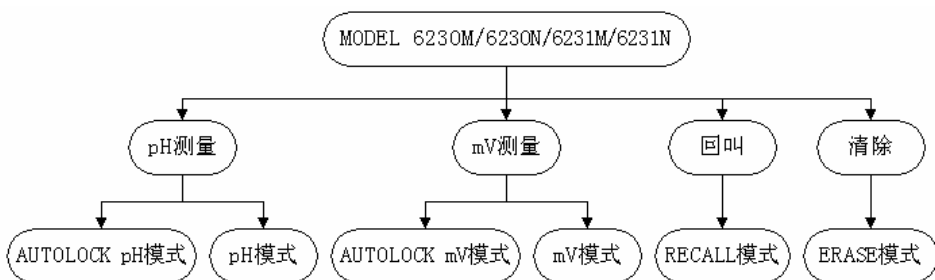 MODEL 6230M/6230N/6231M/6231N
pH测量
mV测量
回叫
清除
AUTOLOCK pH模式
pH模式
AUTOLOCK mV模式
mV模式
RECALL模式
ERASE模式